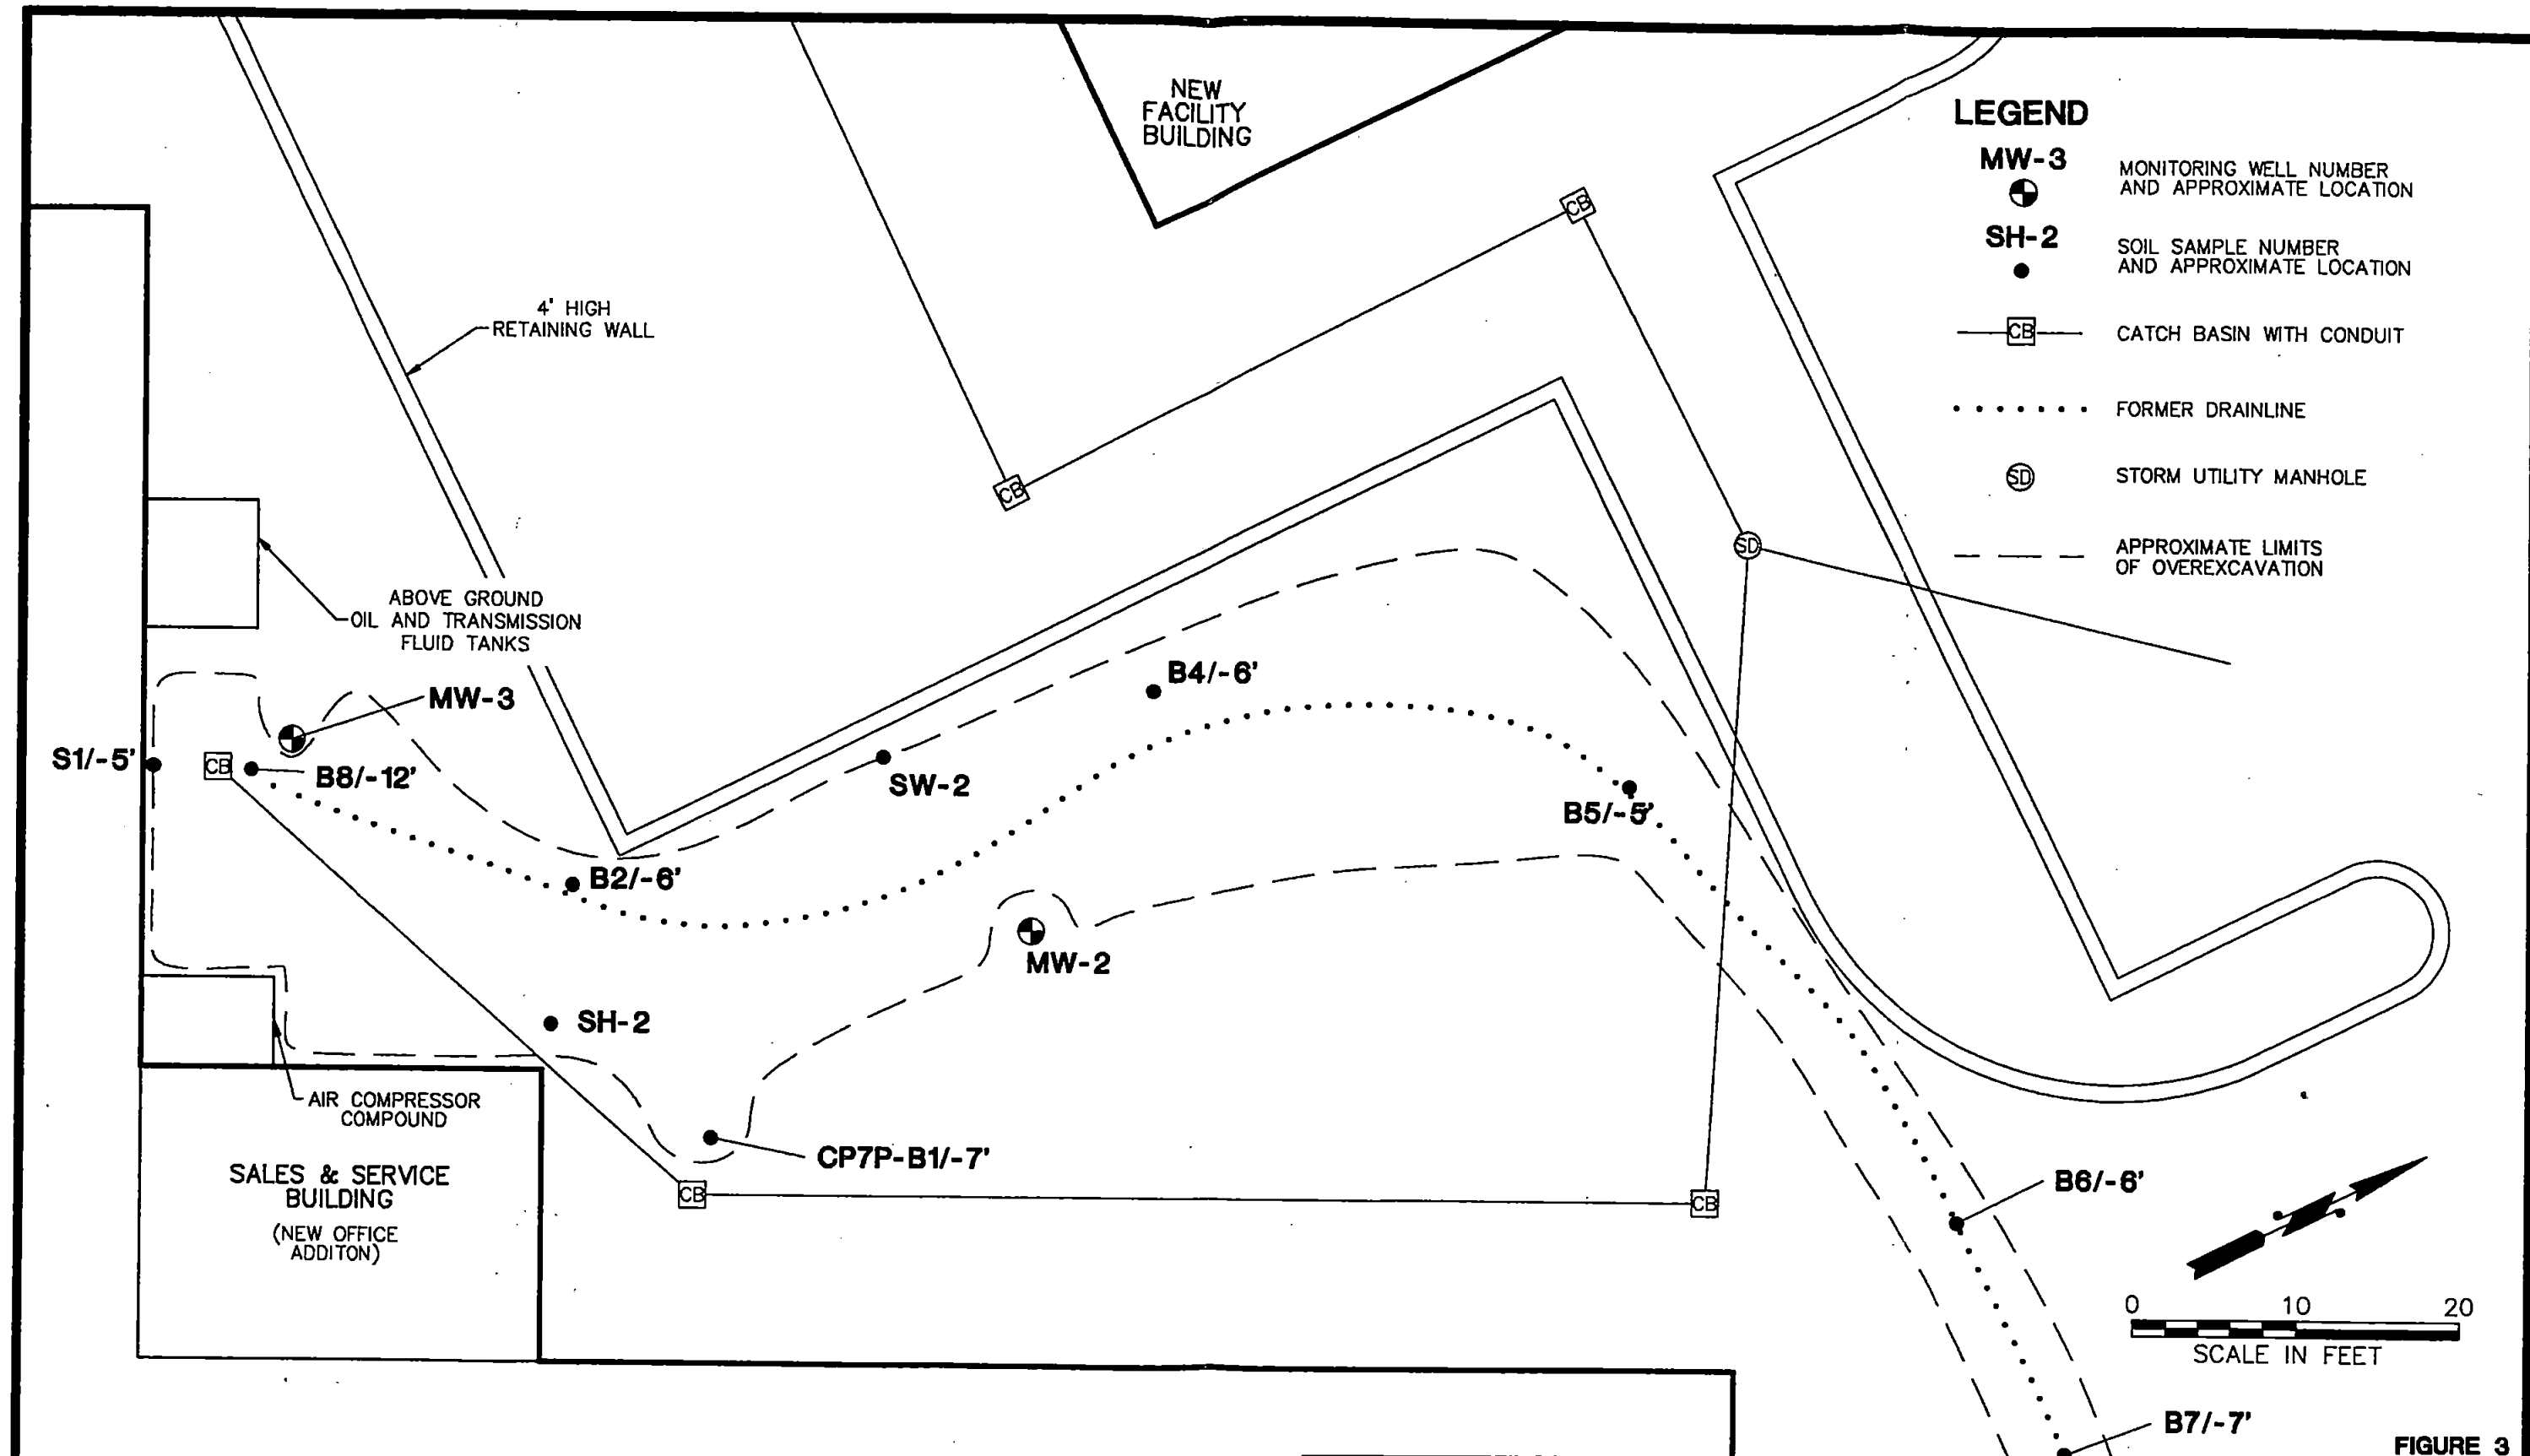 NEW
FACILITY
BUILDING
LEGEND
MW-3
MONITORING WELL NUMBER
AND APPROXIMATE LOCATION
SH-2
SOIL SAMPLE NUMBER
AND APPROXIMATE LOCATION
CB
CATCH BASIN WITH CONDUIT
FORMER DRAINLINE
SD
STORM UTILITY MANHOLE
APPROXIMATE LIMITS
OF OVEREXCAVATION
CB
4' HIGH
RETAINING WALL
CB
SD
ABOVE GROUND
OIL AND TRANSMISSION
FLUID TANKS
MW-3
B4/-6'
S1/-5'
CB
B8/-12'
SW-2
B5/-5'
B2/-6'
MW-2
SH-2
AIR COMPRESSOR
COMPOUND
CP7P-B1/-7'
SALES & SERVICE
BUILDING
(NEW OFFICE
ADDITON)
CB
CB
B6/-6'
0 10 20
SCALE IN FEET
B7/-7'
FIGURE 3